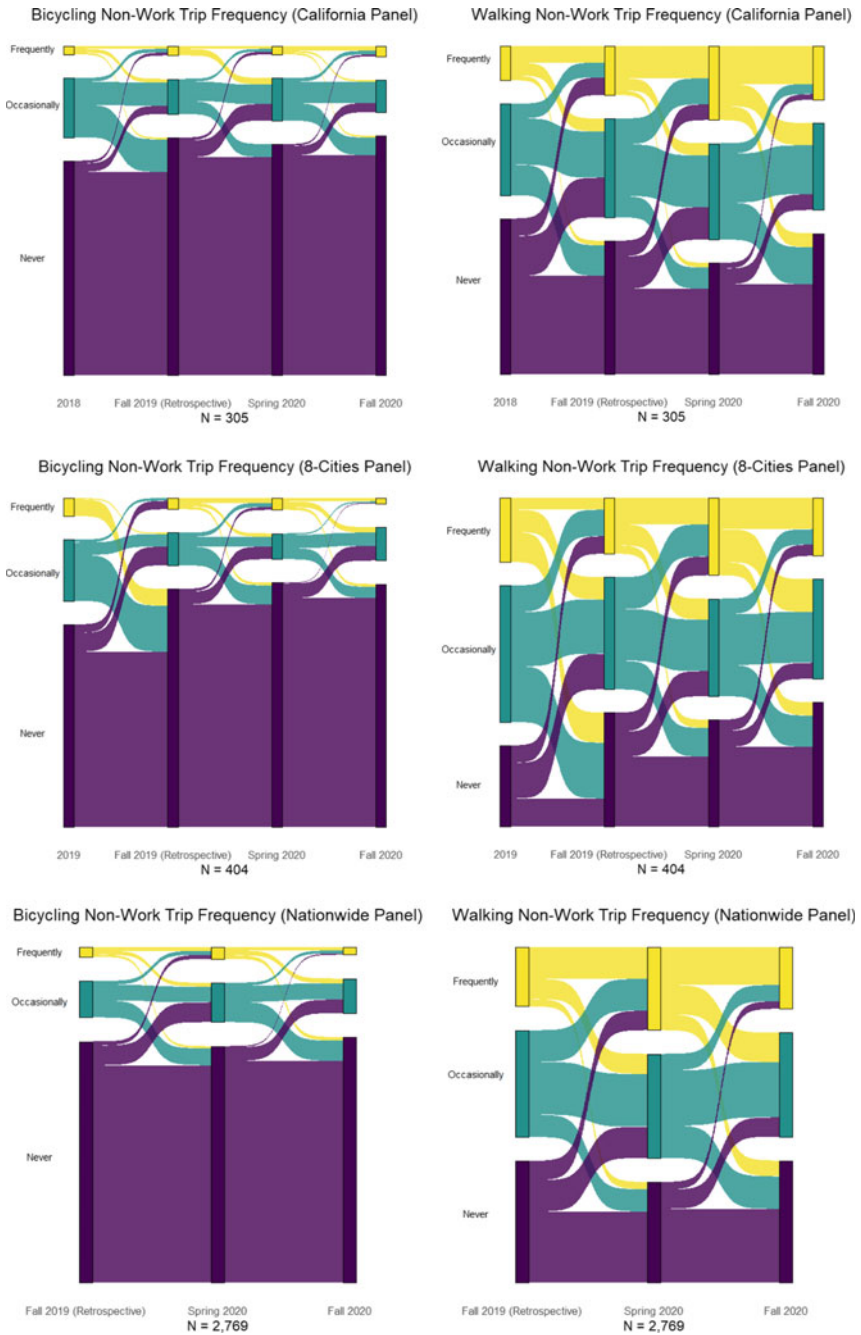 Bicycling Non-Work Trip Frequency (California Panel)
Frequently
Occasionally
Never
2018 Fall 2019 (Retrospective) Spring 2020 Fall 2020
N = 305
Walking Non-Work Trip Frequency (California Panel)
Frequently
Occasionally
Never
2018 Fall 2019 (Retrospective) Spring 2020 Fall 2020
N = 305
Bicycling Non-Work Trip Frequency (8-Cities Panel)
Frequently
Occasionally
Never
2019 Fall 2019 (Retrospective) Spring 2020 Fall 2020
N = 404
Walking Non-Work Trip Frequency (8-Cities Panel)
Frequently
Occasionally
Never
2019 Fall 2019 (Retrospective) Spring 2020 Fall 2020
N = 404
Bicycling Non-Work Trip Frequency (Nationwide Panel)
Frequently
Occasionally
Never
Fall 2019 (Retrospective) Spring 2020 Fall 2020
N = 2,769
Walking Non-Work Trip Frequency (Nationwide Panel)
Frequently
Occasionally
Never
Fall 2019 (Retrospective) Spring 2020 Fall 2020
N = 2,769